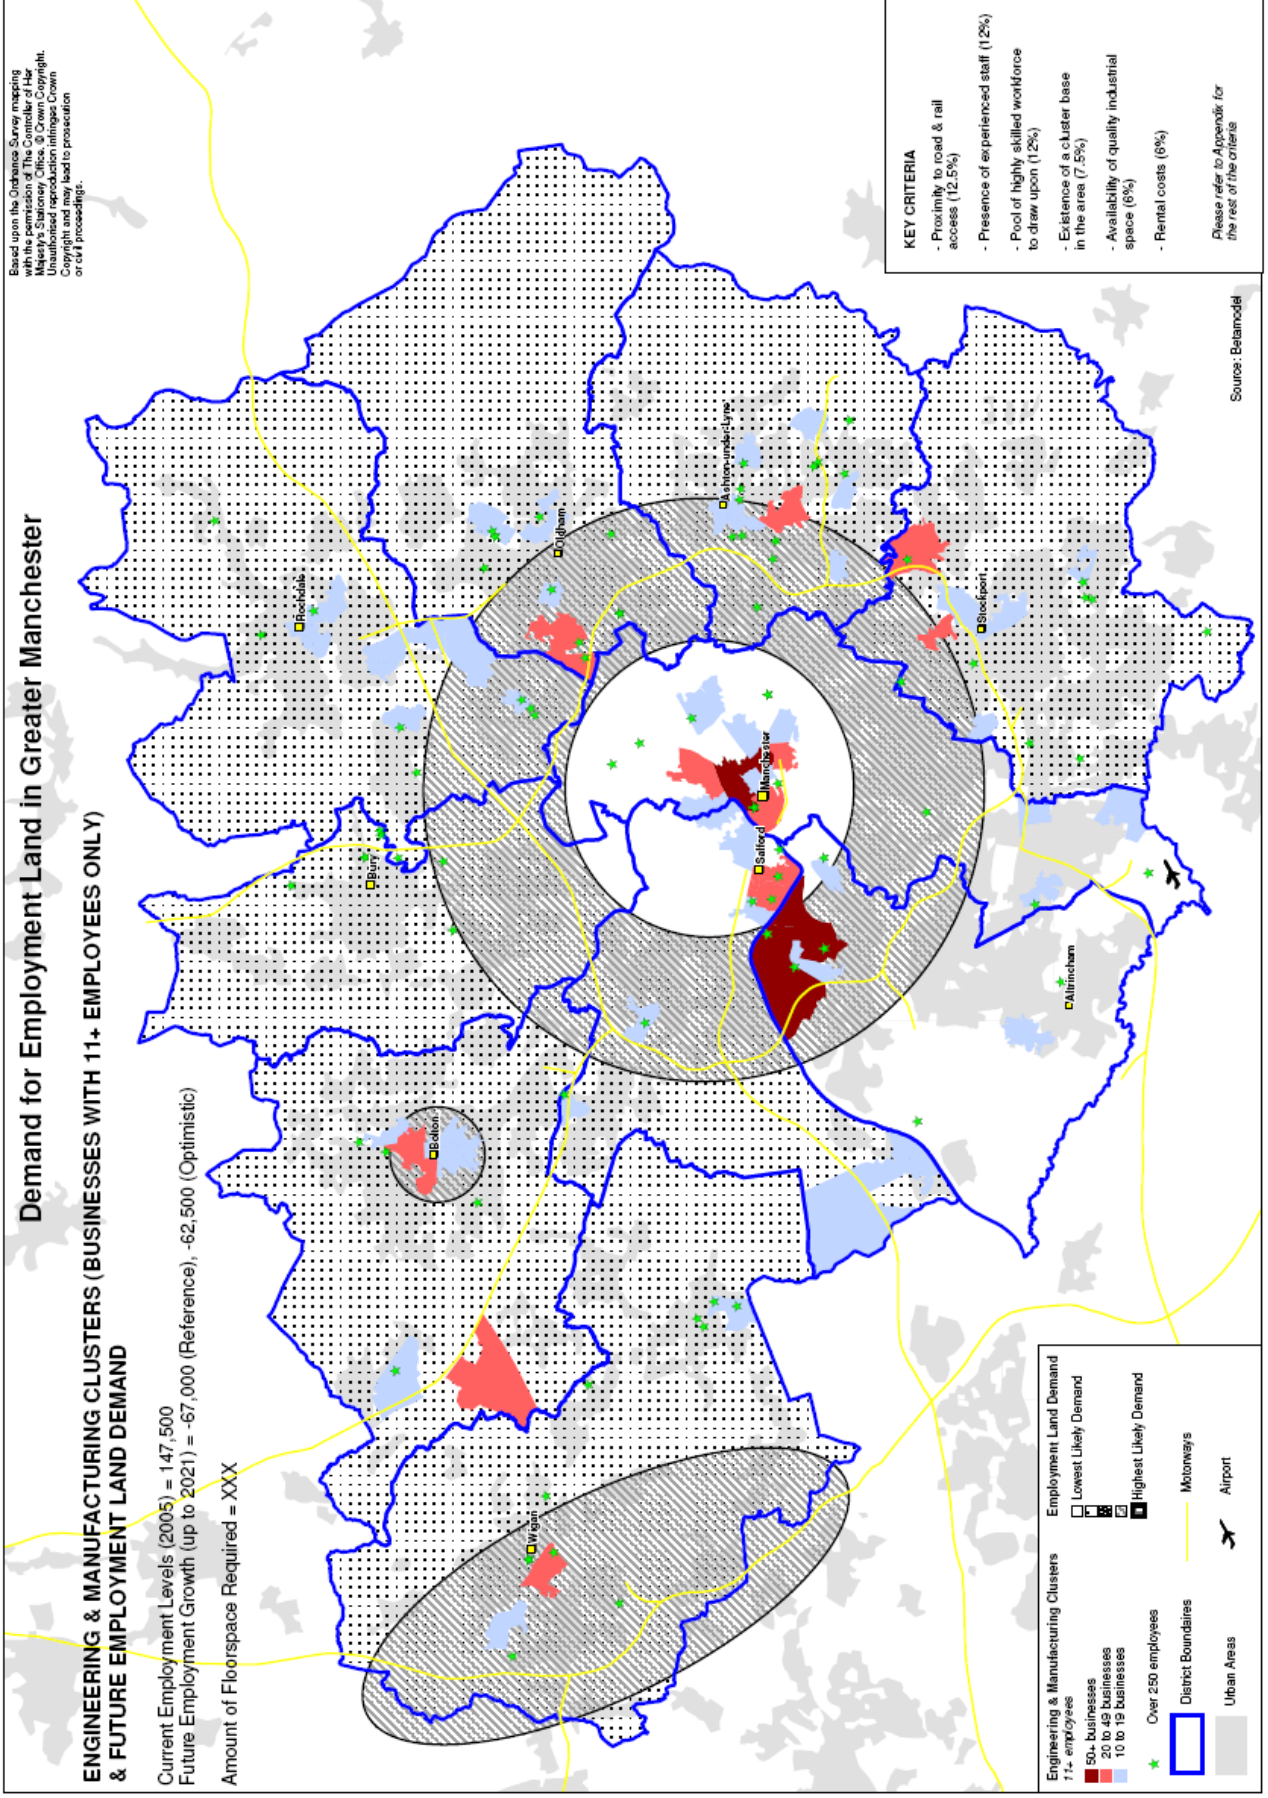 Demand for Employment Land in Greater Manchester
ENGINEERING & MANUFACTURING CLUSTERS (BUSINESSES WITH 11+ EMPLOYEES ONLY)
& FUTURE EMPLOYMENT LAND DEMAND
Current Employment Levels (2005) = 147,500
Future Employment Growth (up to 2021) = -67,000 (Reference), -62,500 (Optimistic)
Amount of Floorspace Required = XXX
Based upon the Ordnance Survey mapping
with the permission of The Controller of Her
Majesty's Stationery Office. © Crown Copyright.
Unauthorised reproduction infringes Crown
Copyright and may lead to prosecution
or civil proceedings.
Rochdale
Bury
Bolton
Oldham
Wigan
Ashton-under-Lyne
Salford
Manchester
Stockport
Altrincham
Engineering & Manufacturing Clusters
11+ employees
50+ businesses
20 to 49 businesses
10 to 19 businesses
Over 250 employees
District Boundaires
Urban Areas
Employment Land Demand
Lowest Likely Demand
Highest Likely Demand
Motorways
Airport
Source: Betamodel
KEY CRITERIA
- Proximity to road & rail
access (12.5%)
- Presence of experienced staff (12%)
- Pool of highly skilled workforce
to draw upon (12%)
- Existence of a cluster base
in the area (7.5%)
- Availability of quality industrial
space (6%)
- Rental costs (6%)
Please refer to Appendix for
the rest of the criteria